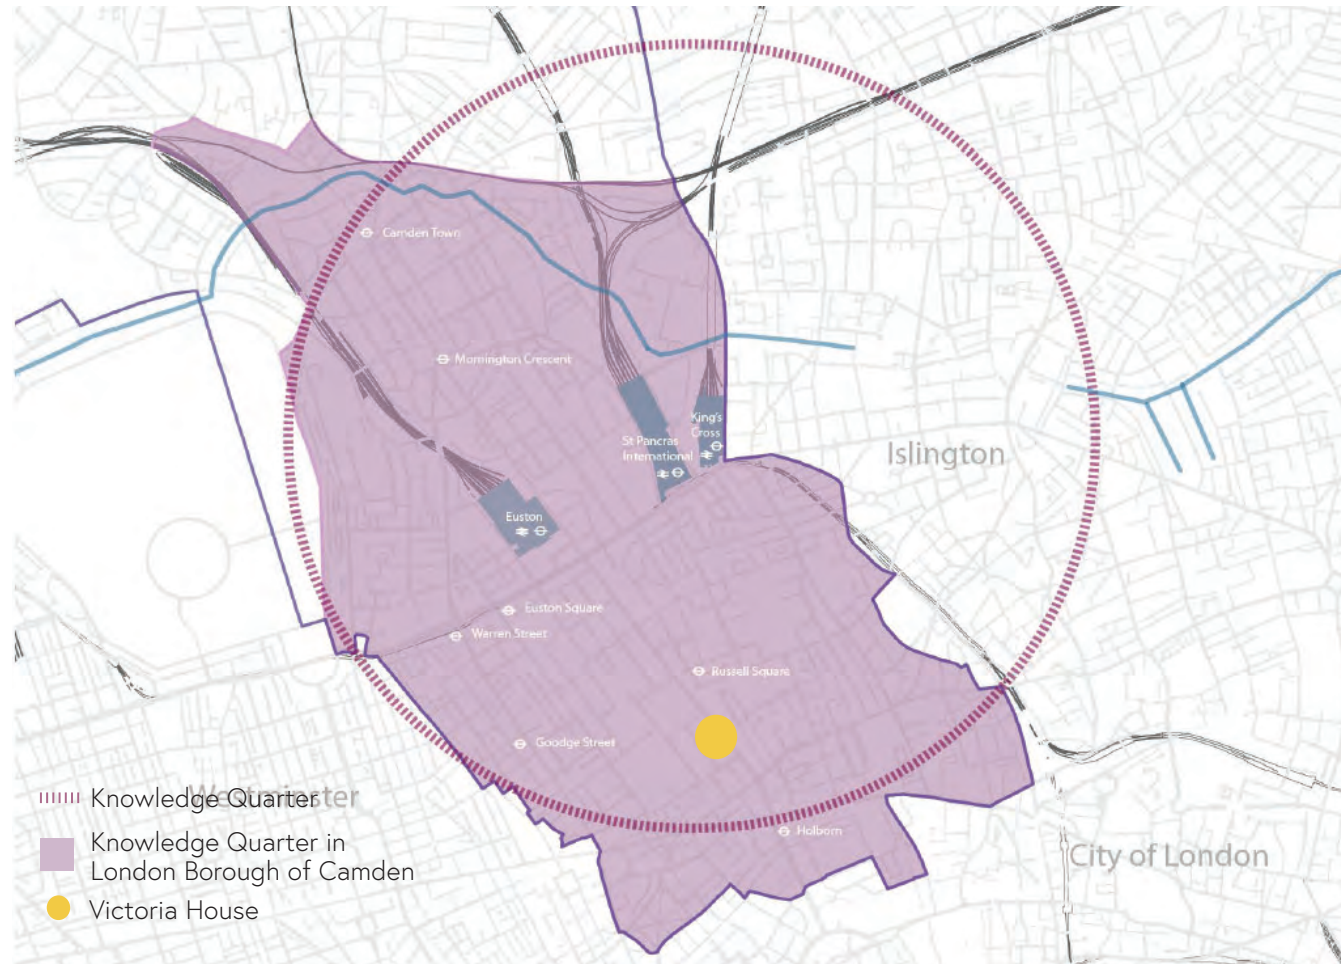 Camden Town
Mornington Crescent
King's
Cross
St Pancras
International
Islington
Euston
Euston Square
Warren Street
Russell Square
Goodge Street
Westminster
Knowledge Quarter
Holborn
Knowledge Quarter in
London Borough of Camden
City of London
Victoria House